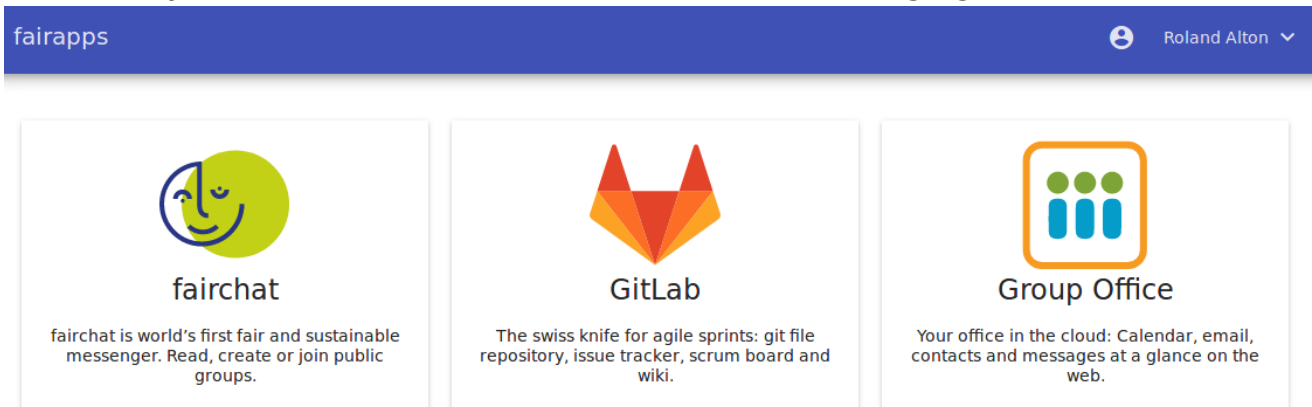 fairapps
Roland Alton
fairchat
fairchat is world’s first fair and sustainable
messenger. Read, create or join public
groups.
GitLab
The swiss knife for agile sprints: git file
repository, issue tracker, scrum board and
wiki.
Group Office
Your office in the cloud: Calendar, email,
contacts and messages at a glance on the
web.